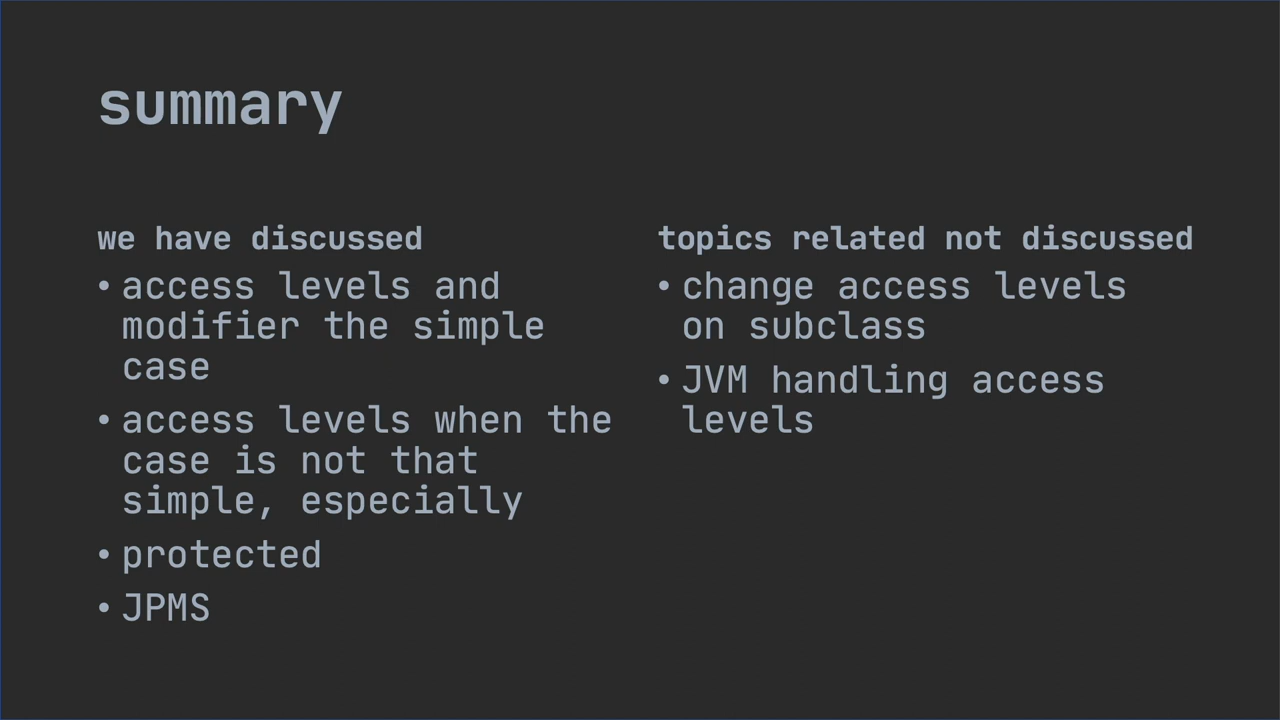 summary
we have discussed
• access levels and
modifier the simple
case
• access levels when the
case is not that
simple, especially
• protected
• JPMS
topics related not discussed
• change access levels
on subclass
• JVM handling access
levels